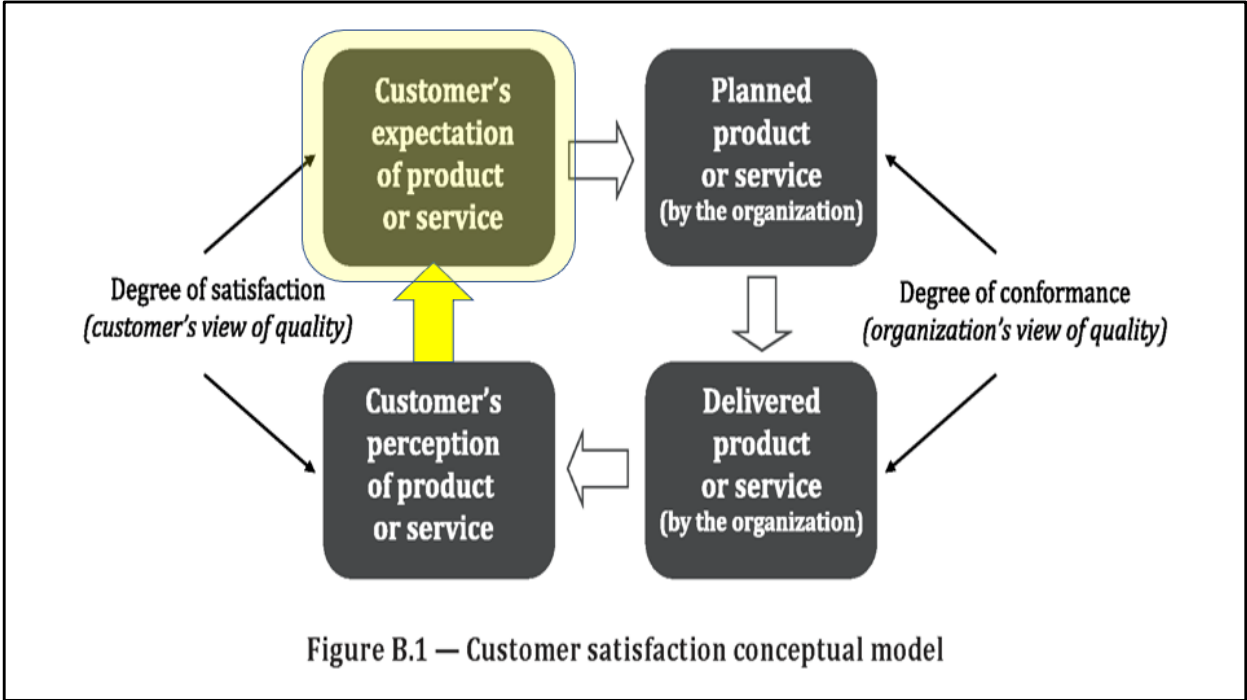 Customer’s
expectation
of product
or service
Planned
product
or service
(by the organization)
Degree of satisfaction
(customer’s view of quality)
Degree of conformance
(organization’s view of quality)
Customer’s
perception
of product
or service
Delivered
product
or service
(by the organization)
Figure B.1 — Customer satisfaction conceptual model